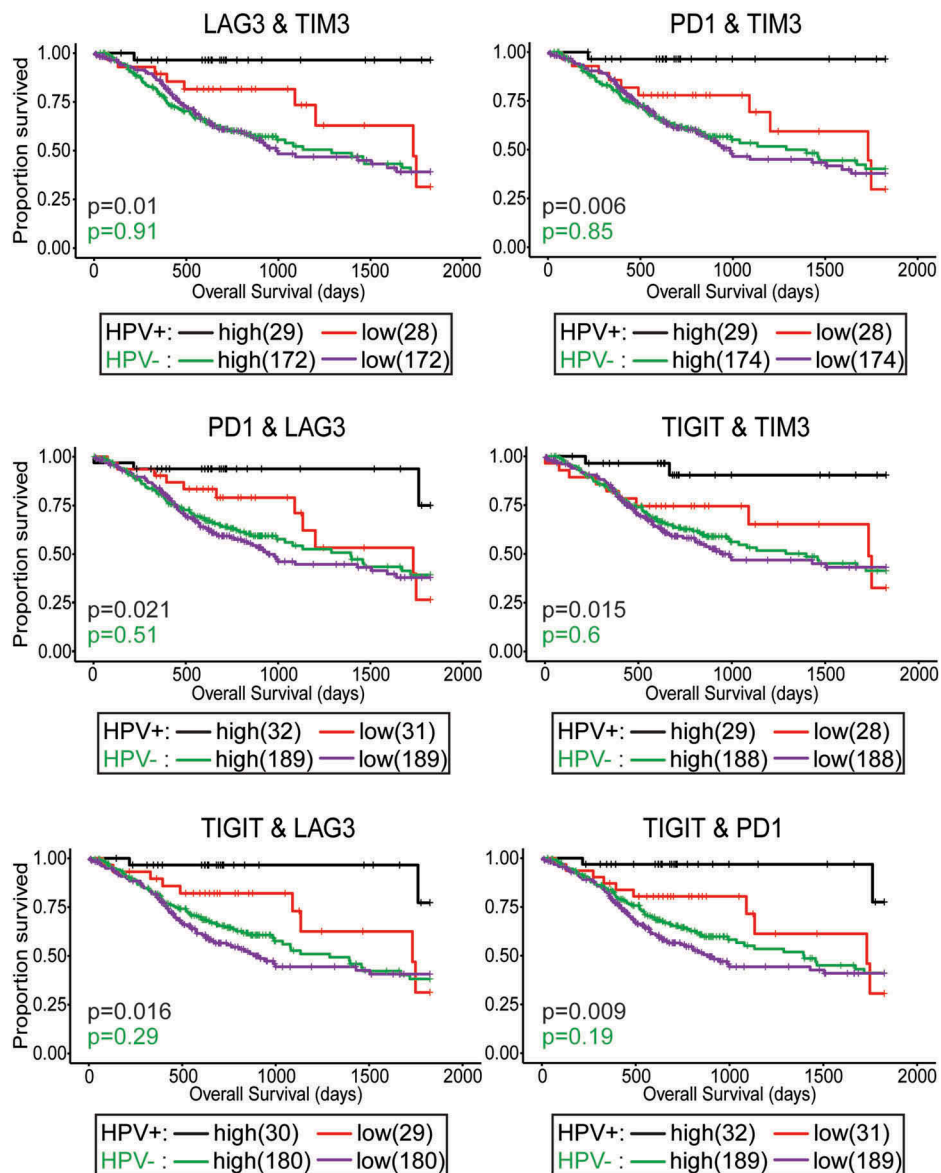 LAG3 & TIM3
Proportion survived
1.00
0.75
0.50
0.25
0.00
p=0.01
p=0.91
0 500 1000 1500 2000
Overall Survival (days)
HPV+: high(29) low(28)
HPV- : high(172) low(172)
PD1 & TIM3
1.00
0.75
0.50
0.25
0.00
p=0.006
p=0.85
0 500 1000 1500 2000
Overall Survival (days)
HPV+: high(29) low(28)
HPV- : high(174) low(174)
PD1 & LAG3
Proportion survived
1.00
0.75
0.50
0.25
0.00
p=0.021
p=0.51
0 500 1000 1500 2000
Overall Survival (days)
HPV+: high(32) low(31)
HPV- : high(189) low(189)
TIGIT & TIM3
1.00
0.75
0.50
0.25
0.00
p=0.015
p=0.6
0 500 1000 1500 2000
Overall Survival (days)
HPV+: high(29) low(28)
HPV- : high(188) low(188)
TIGIT & LAG3
Proportion survived
1.00
0.75
0.50
0.25
0.00
p=0.016
p=0.29
0 500 1000 1500 2000
Overall Survival (days)
HPV+: high(30) low(29)
HPV- : high(180) low(180)
TIGIT & PD1
1.00
0.75
0.50
0.25
0.00
p=0.009
p=0.19
0 500 1000 1500 2000
Overall Survival (days)
HPV+: high(32) low(31)
HPV- : high(189) low(189)